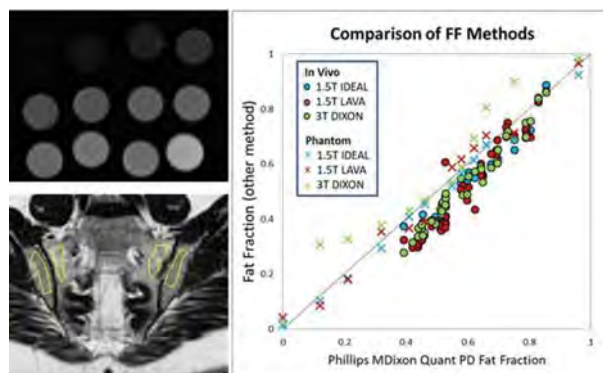 Comparison of FF Methods
1
0.8
0.6
0.4
0.2
0
In Vivo
1.5T IDEAL
1.5T LAVA
3T DIXON
Phantom
1.5T IDEAL
1.5T LAVA
3T DIXON
Fat Fraction (other method)
0
0.2
0.4
0.6
0.8
1
Phillips MDixon Quant PD Fat Fraction